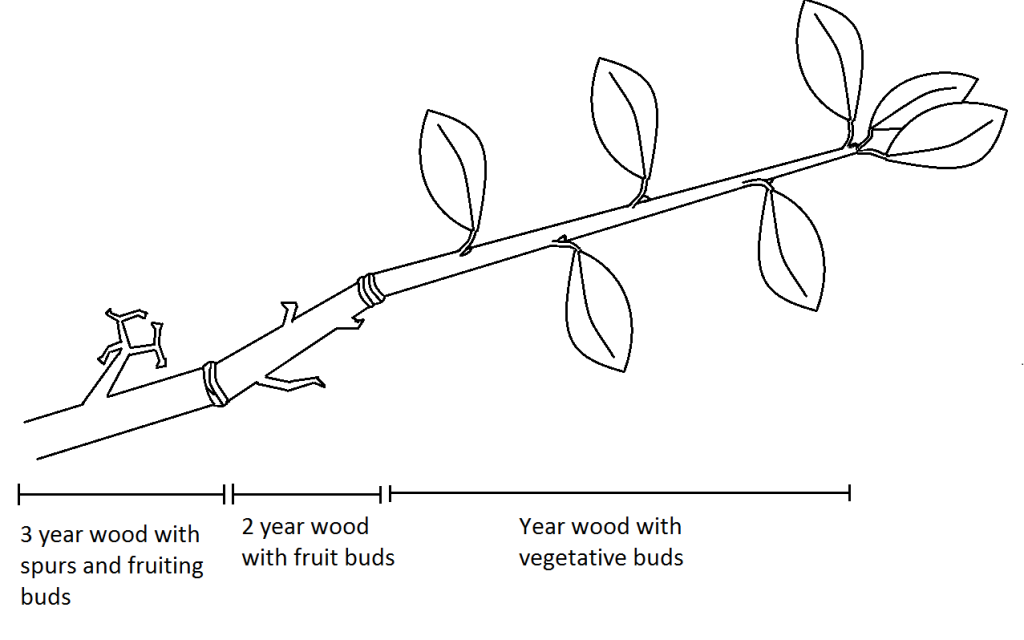 3 year wood with
spurs and fruiting
buds
2 year wood
with fruit buds
Year wood with
vegetative buds